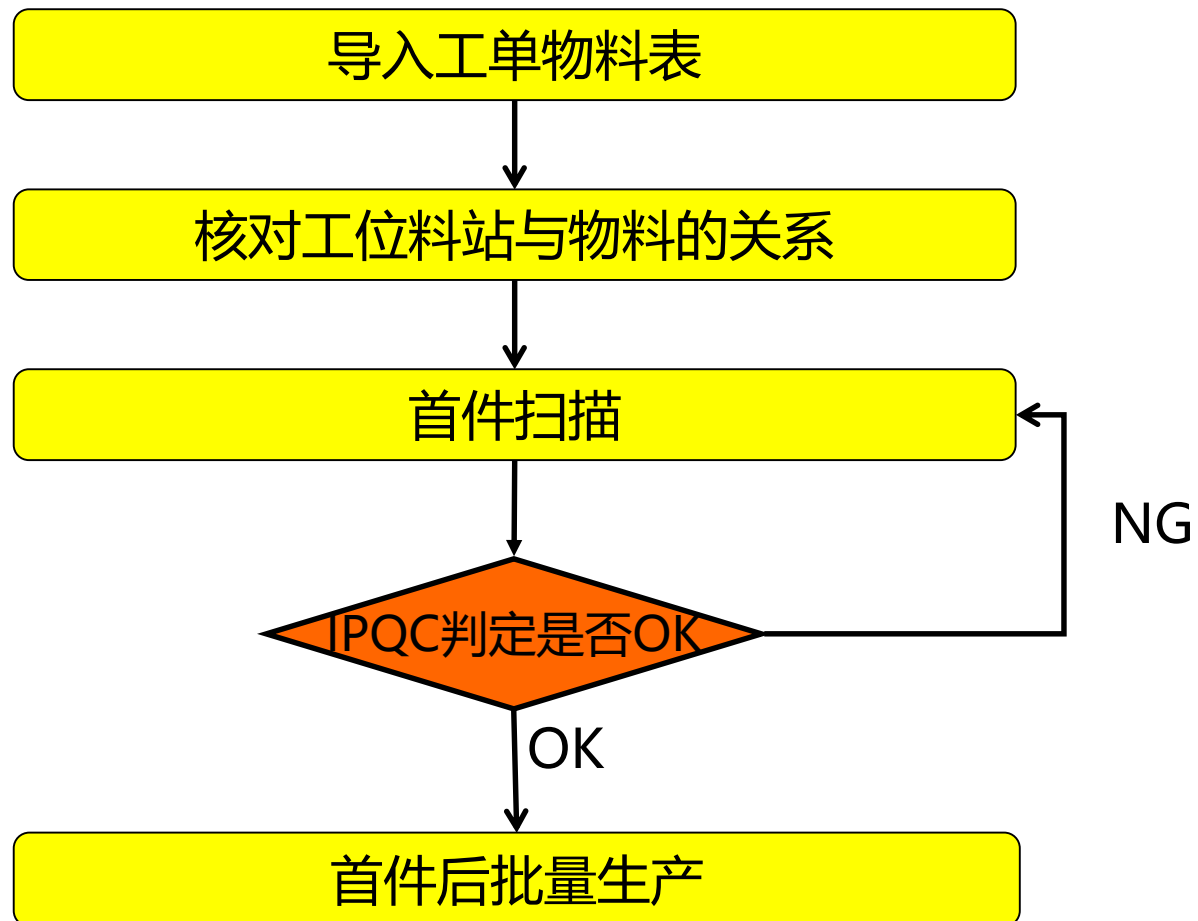 导入工单物料表
核对工位料站与物料的关系
首件扫描
NG
IPQC判定是否OK
OK
首件后批量生产